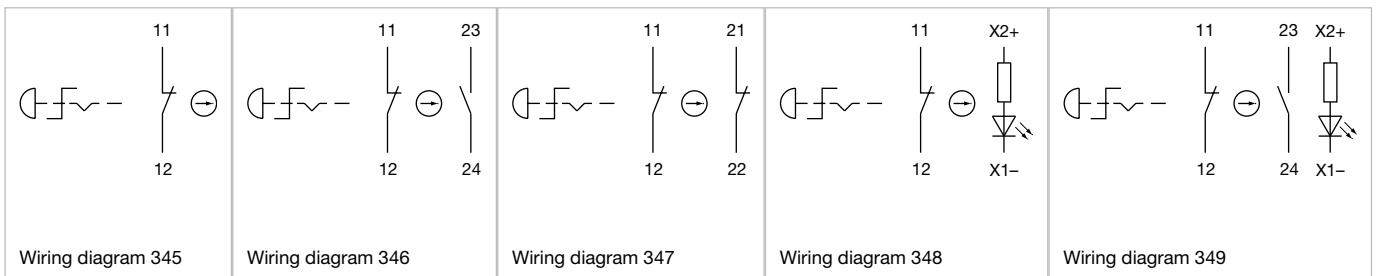 11
12
Wiring diagram 345
11 23
12 24
Wiring diagram 346
11 21
12 22
Wiring diagram 347
11 X2+
12 X1–
Wiring diagram 348
11 23 X2+
12 24 X1–
Wiring diagram 349